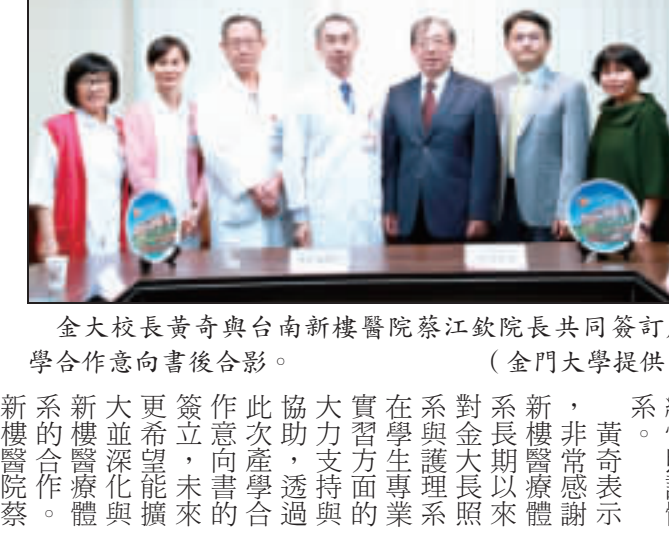 金大校長黃奇與台南新樓醫院蔡江欽院長共同簽訂
學合作意向書後合影。 （金門大學提供
系。
黃奇表示
，非常感謝
新樓醫療體
系長期以來
對金大長照
系與護理系
在學生專業
實習方面的
大力支持與
協助，透過
此次產學合
作意向書的
簽立，未來
更希望能擴
大並深化與
新樓醫療體
系的合作。
新樓醫院蔡